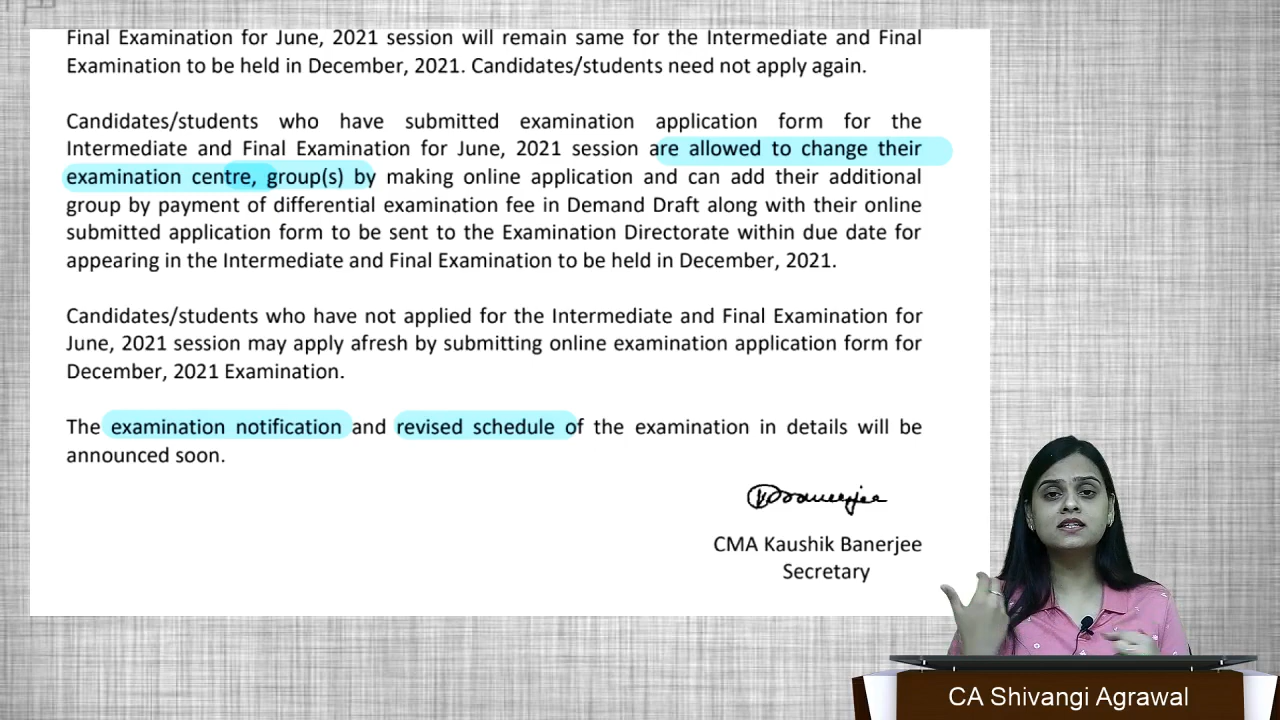 Final Examination for June, 2021 session will remain same for the Intermediate and Final
Examination to be held in December, 2021. Candidates/students need not apply again.
Candidates/students who have submitted examination application form for the
Intermediate and Final Examination for June, 2021 session are allowed to change their
examination centre, group(s) by making online application and can add their additional
group by payment of differential examination fee in Demand Draft along with their online
submitted application form to be sent to the Examination Directorate within due date for
appearing in the Intermediate and Final Examination to be held in December, 2021.
Candidates/students who have not applied for the Intermediate and Final Examination for
June, 2021 session may apply afresh by submitting online examination application form for
December, 2021 Examination.
The examination notification and revised schedule of the examination in details will be
announced soon.
CMA Kaushik Banerjee
Secretary
CA Shivangi Agrawal